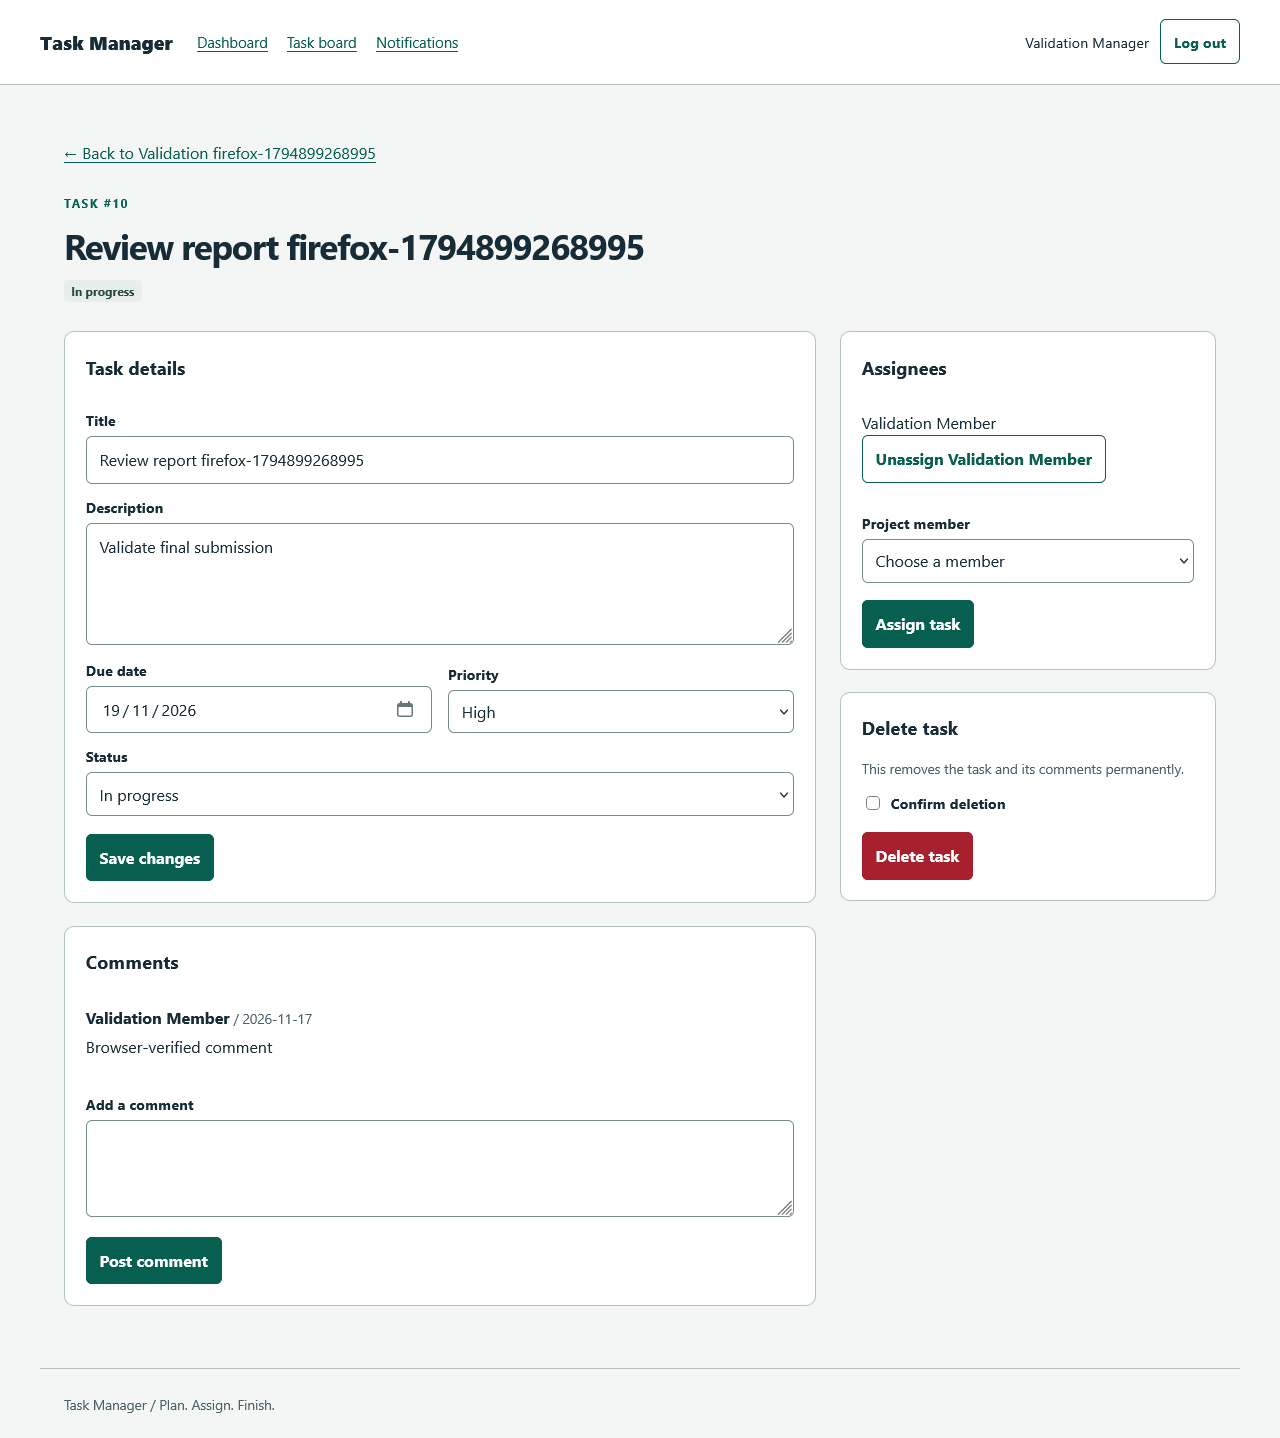 Task Manager
Dashboard
Task board
Notifications
Validation Manager
Log out
← Back to Validation firefox-1794899268995
TASK #10
Review report firefox-1794899268995
In progress
Task details
Title
Review report firefox-1794899268995
Description
Validate final submission
Due date
19 / 11 / 2026
Priority
High
Status
In progress
Save changes
Assignees
Validation Member
Unassign Validation Member
Project member
Choose a member
Assign task
Delete task
This removes the task and its comments permanently.
Confirm deletion
Delete task
Comments
Validation Member / 2026-11-17
Browser-verified comment
Add a comment
Post comment
Task Manager / Plan. Assign. Finish.